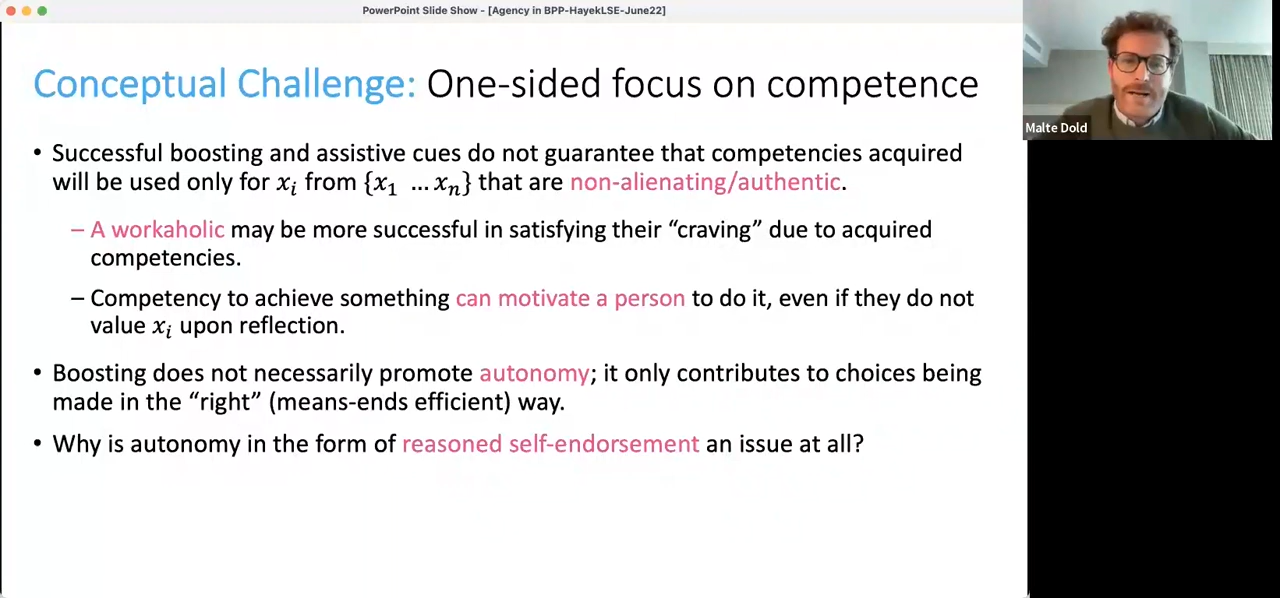 PowerPoint Slide Show - [Agency in BPP-HayekLSE-June22]
Conceptual Challenge: One-sided focus on competence
• Successful boosting and assistive cues do not guarantee that competencies acquired
will be used only for xᵢ from {x₁ …xₙ} that are non-alienating/authentic.
– A workaholic may be more successful in satisfying their “craving” due to acquired
competencies.
– Competency to achieve something can motivate a person to do it, even if they do not
value xᵢ upon reflection.
• Boosting does not necessarily promote autonomy; it only contributes to choices being
made in the “right” (means-ends efficient) way.
• Why is autonomy in the form of reasoned self-endorsement an issue at all?
Malte Dold